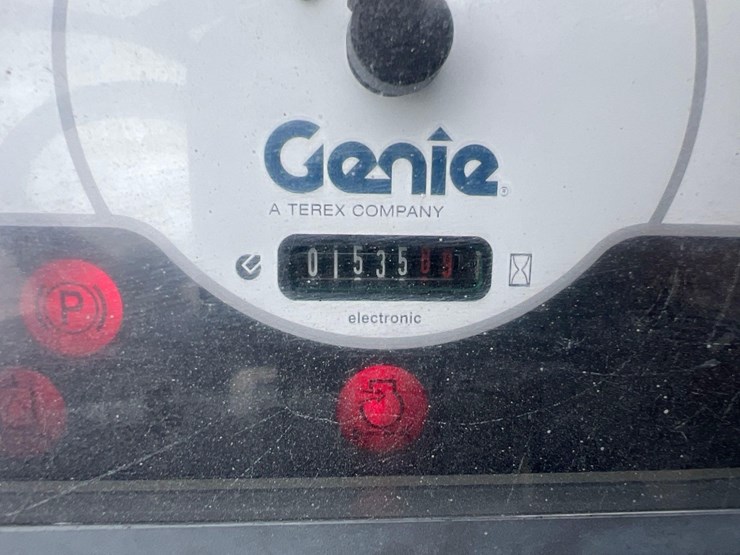 Genie®
A TEREX COMPANY
01535
electronic
P